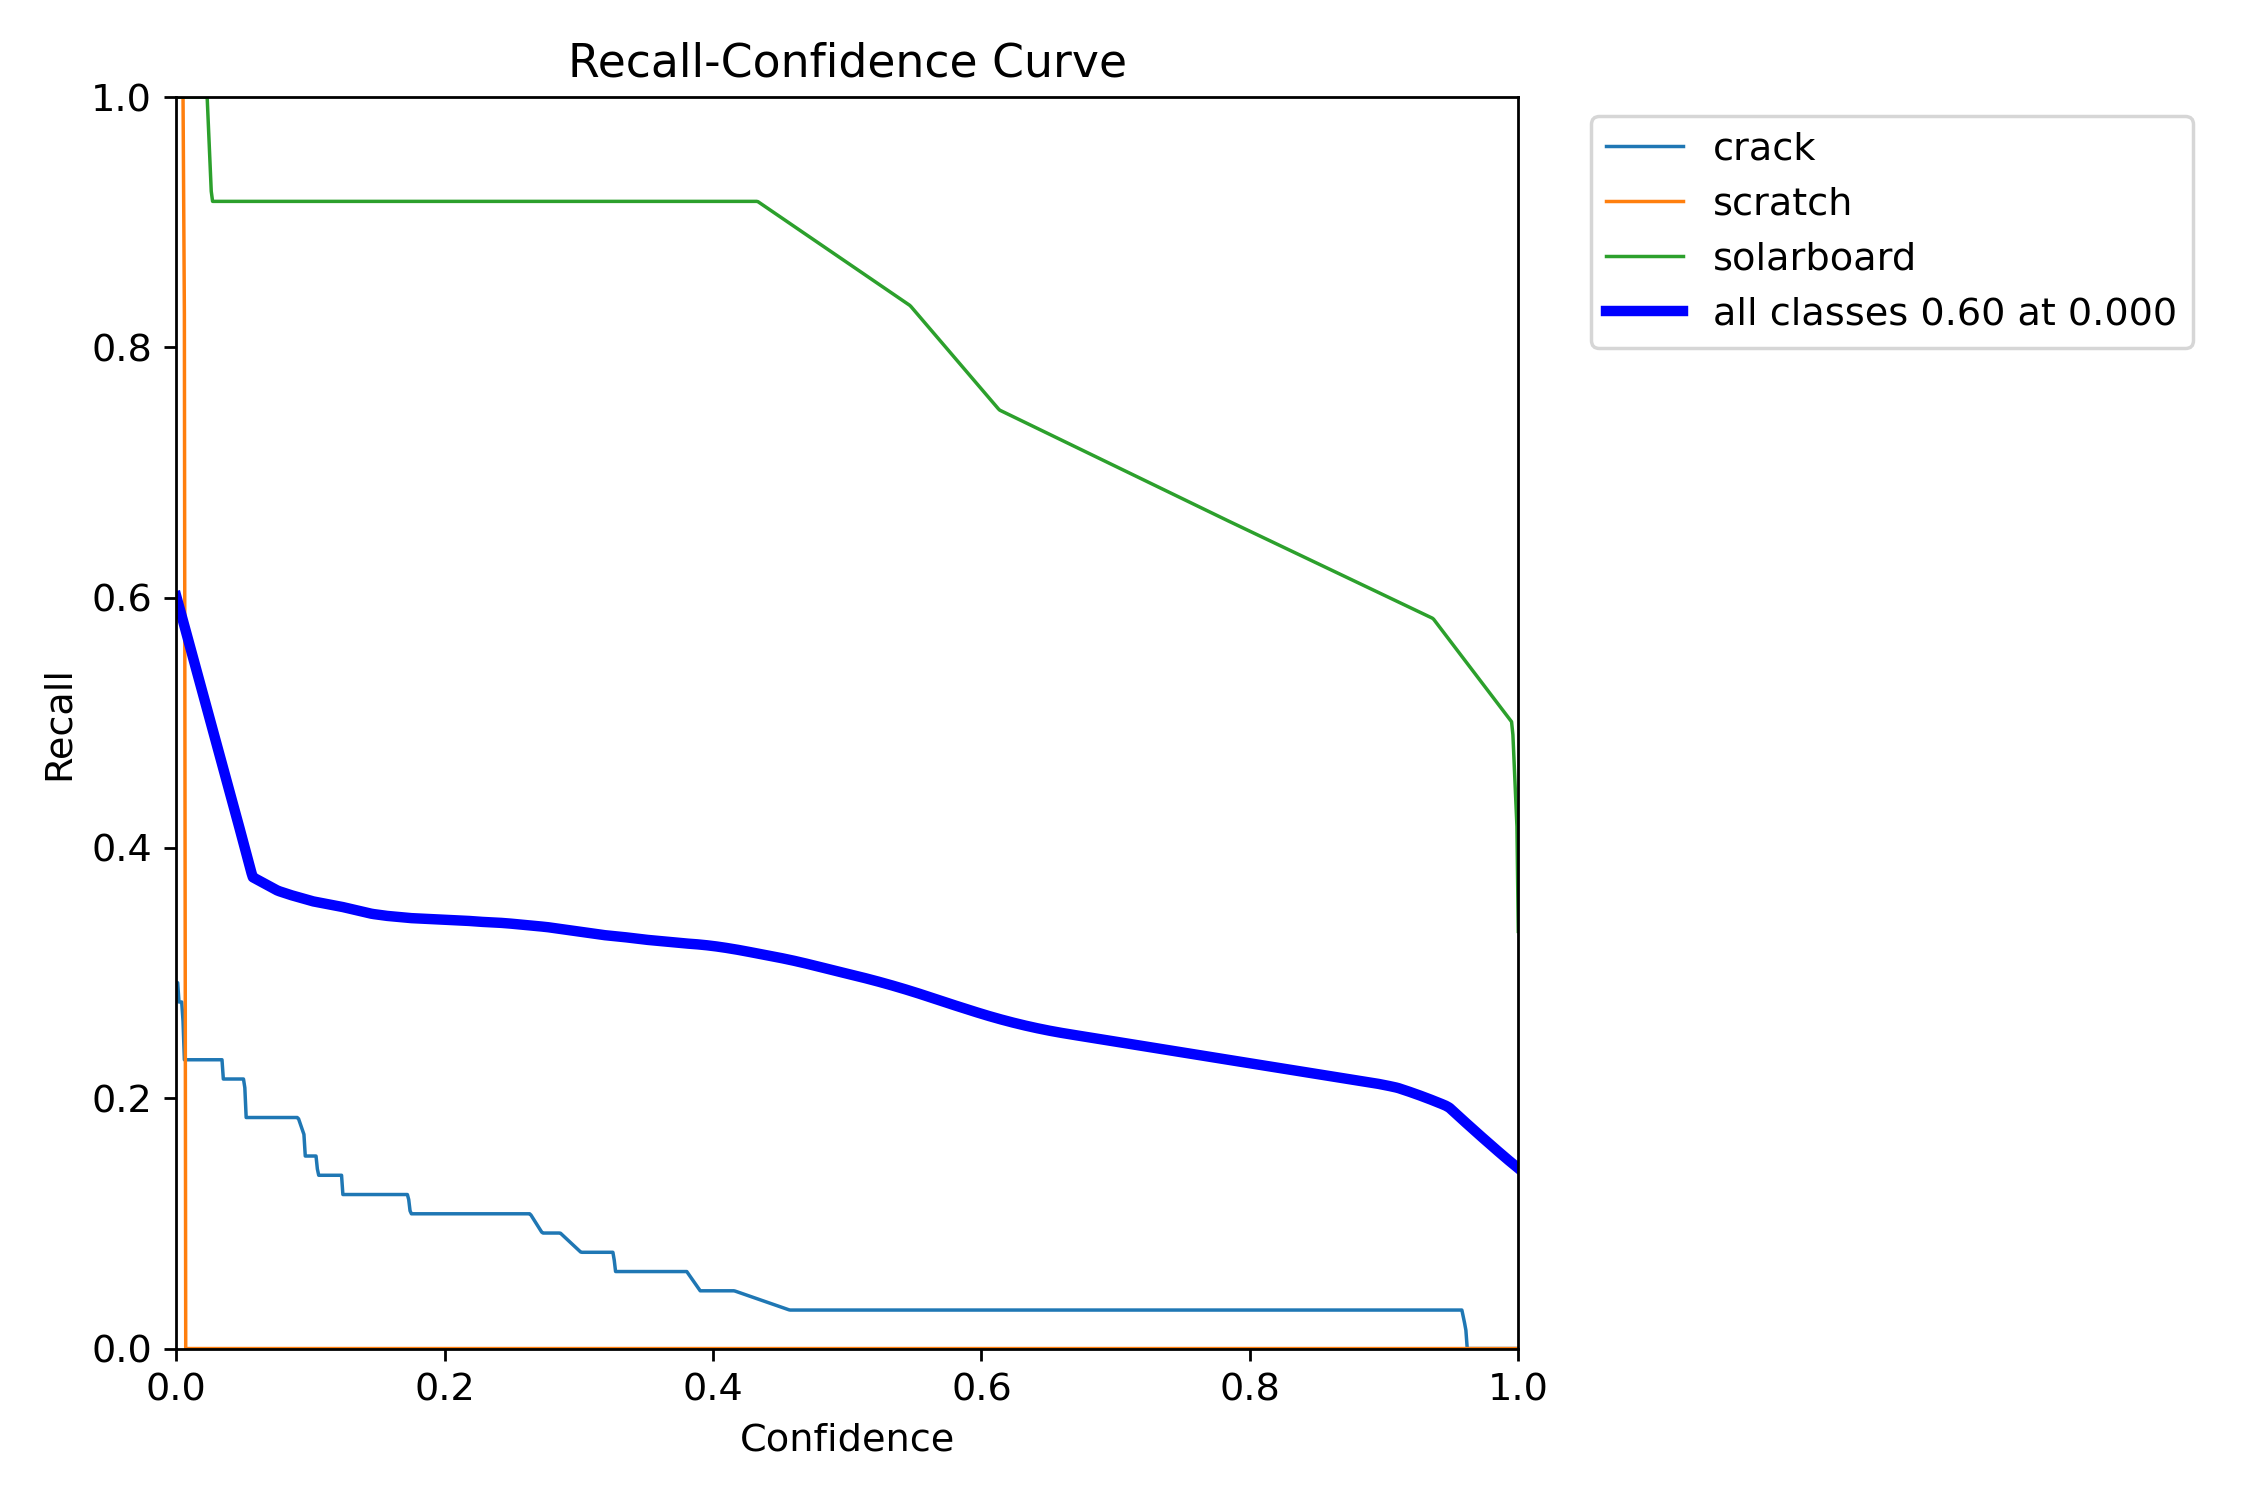 Recall-Confidence Curve
1.0
0.8
0.6
0.4
0.2
0.0
Recall
0.0 0.2 0.4 0.6 0.8 1.0
Confidence
crack
scratch
solarboard
all classes 0.60 at 0.000